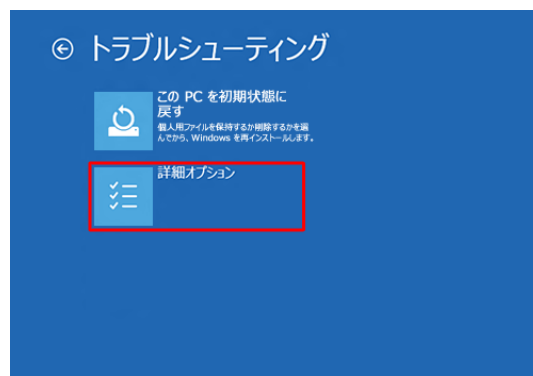 トラブルシューティング
この PC を初期状態に
戻す
個人用ファイルを保持するか削除するかを選
んでから、Windows を再インストールします。
詳細オプション